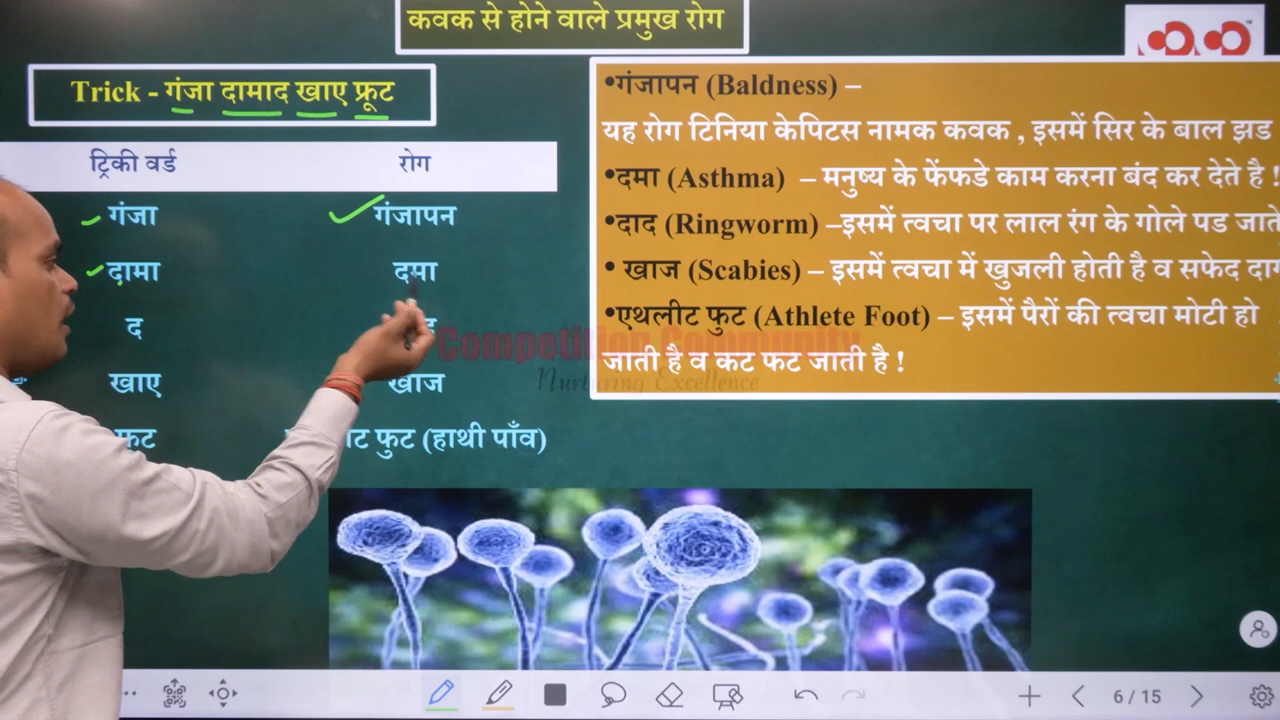 कवक से होने वाले प्रमुख रोग
Trick - गंजा दामाद खाए फ्रूट
ट्रिकी वर्ड रोग
गंजा गंजापन
दामा दमा
द
खाए खाज
फुट (हाथी पाँव)
•गंजापन (Baldness) –
यह रोग टिनिया केपिटस नामक कवक , इसमें सिर के बाल झड
•दमा (Asthma) – मनुष्य के फेंफडे काम करना बंद कर देते है !
•दाद (Ringworm) –इसमें त्वचा पर लाल रंग के गोले पड जाते
• खाज (Scabies) – इसमें त्वचा में खुजली होती है व सफेद दाग
•एथलीट फुट (Athlete Foot) – इसमें पैरों की त्वचा मोटी हो
जाती है व कट फट जाती है !
Competition Community
Nurturing Excellence
6 / 15